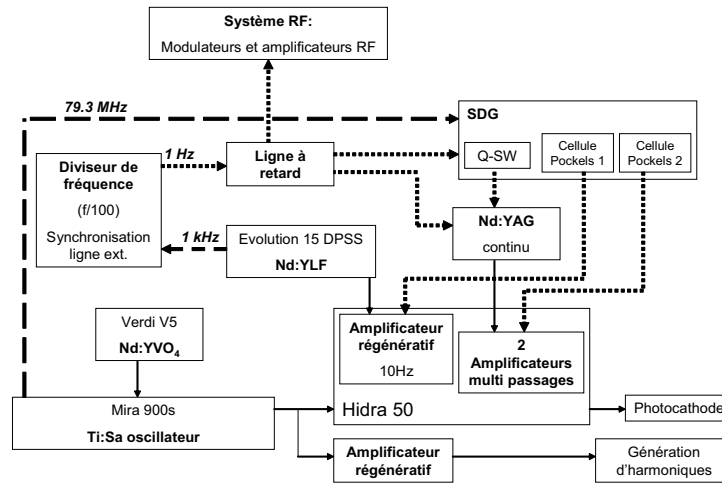 Système RF:
Modulateurs et amplificateurs RF
79.3 MHz
SDG
Q-SW
Cellule
Pockels 1
Cellule
Pockels 2
1 Hz
Ligne à
retard
Diviseur de
fréquence
(f/100)
Synchronisation
ligne ext.
Nd:YAG
continu
1 kHz
Evolution 15 DPSS
Nd:YLF
Verdi V5
Nd:YVO4
Amplificateur
régénératif
10Hz
2
Amplificateurs
multi passages
Hidra 50
Mira 900s
Ti:Sa oscillateur
Photocathode
Amplificateur
régénératif
Génération
d'harmoniques